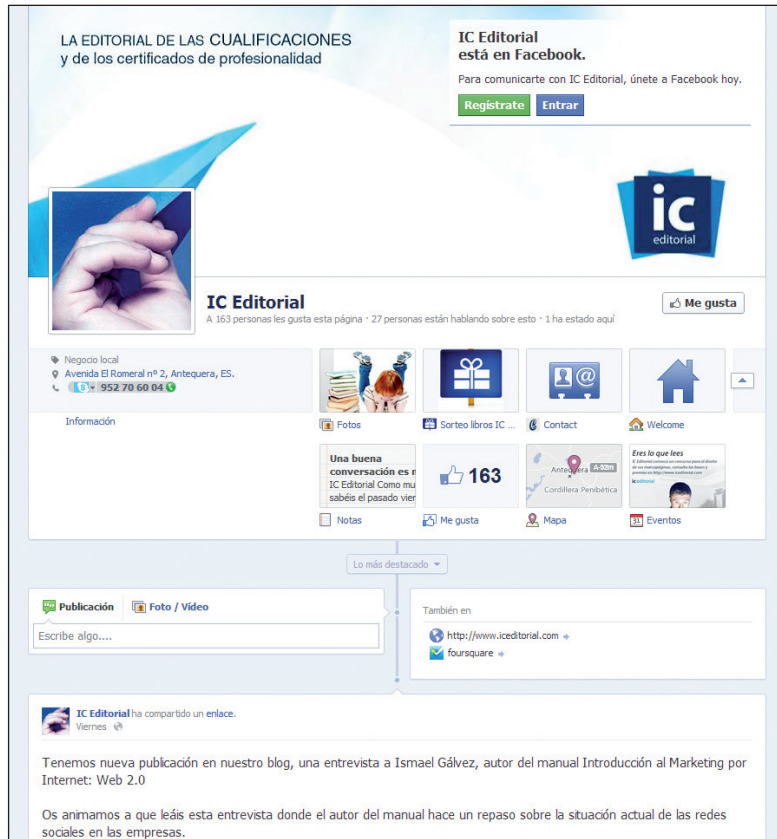 LA EDITORIAL DE LAS CUALIFICACIONES
y de los certificados de profesionalidad
IC Editorial
está en Facebook.
Para comunicarte con IC Editorial, únete a Facebook hoy.
Regístrate Entrar
ic
editorial
IC Editorial
A 163 personas les gusta esta página · 27 personas están hablando sobre esto · 1 ha estado aquí
Me gusta
Negocio local
Avenida El Romeral nº 2, Antequera, ES.
952 70 60 04
Información
Fotos
Sorteo libros IC ...
Contact
Welcome
Una buena
conversación es n
IC Editorial Como mu
sabéis el pasado vier
163
Antequera A-92m
Cordillera Penibética
Eres lo que lees
Notas
Me gusta
Mapa
31 Eventos
Lo más destacado
Publicación Foto / Vídeo
Escribe algo....
También en
http://www.iceditorial.com
foursquare
IC Editorial ha compartido un enlace.
Viernes
Tenemos nueva publicación en nuestro blog, una entrevista a Ismael Gálvez, autor del manual Introducción al Marketing por
Internet: Web 2.0
Os animamos a que leáis esta entrevista donde el autor del manual hace un repaso sobre la situación actual de las redes
sociales en las empresas.